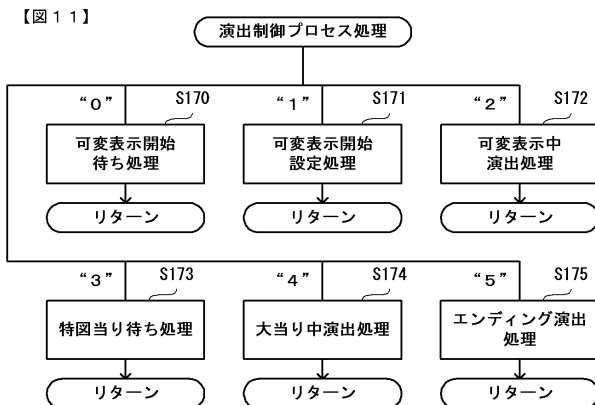 【図１１】
演出制御プロセス処理
“０” S170
可変表示開始
待ち処理
リターン
“１” S171
可変表示開始
設定処理
リターン
“２” S172
可変表示中
演出処理
リターン
“３” S173
特図当り待ち処理
リターン
“４” S174
大当り中演出処理
リターン
“５” S175
エンディング演出
処理
リターン